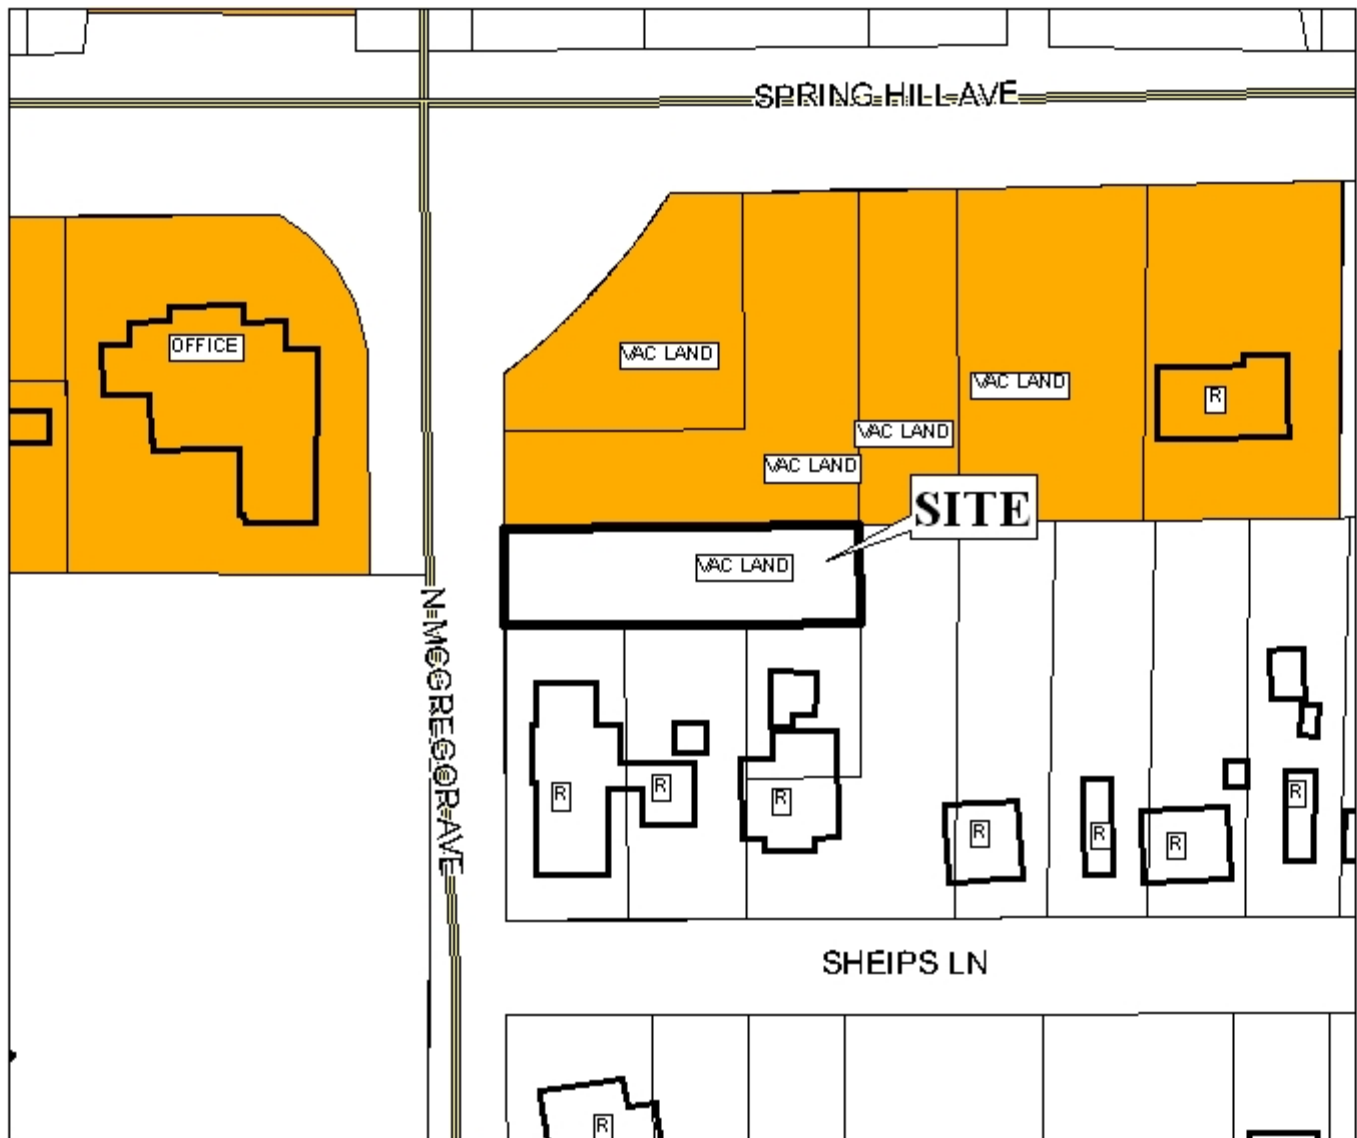 SPRING HILL AVE
OFFICE
VAC LAND
VAC LAND
R
VAC LAND
VAC LAND
SITE
VAC LAND
N MCGREGOR AVE
R
R
R
R
R
R
R
SHEIPS LN
R